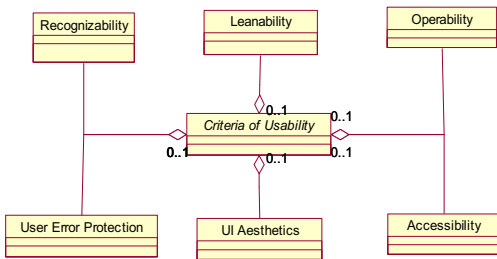 Recognizability
Leanability
Operability
0..1
0..1
Criteria of Usability
0..1
0..1
0..1
User Error Protection
UI Aesthetics
Accessibility